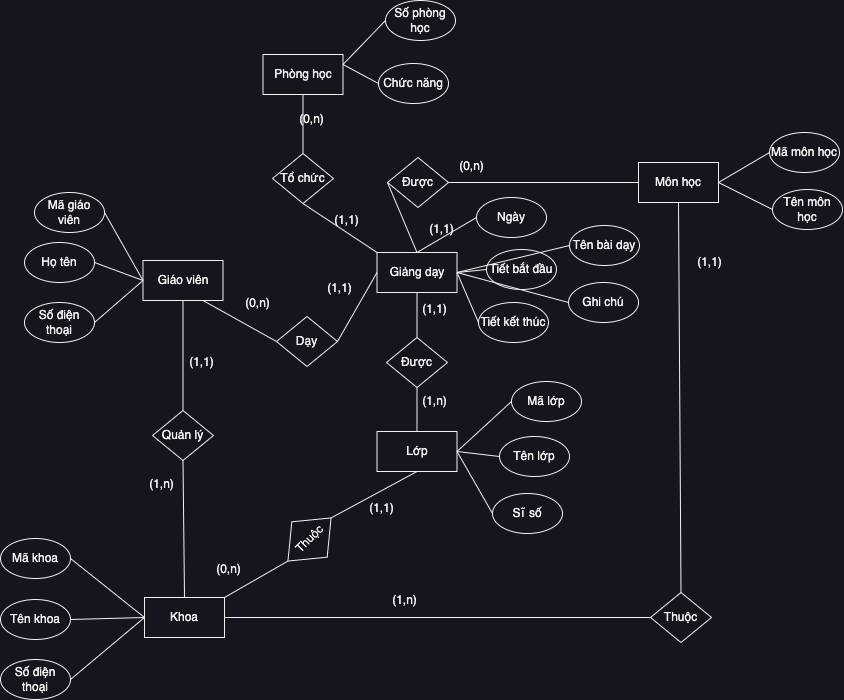 Số phòng
học
Phòng học
Chức năng
(0,n)
Tổ chức
(1,1)
Được
(0,n)
Môn học
Mã môn học
Tên môn
học
(1,1)
Mã giáo
viên
Họ tên
Số điện
thoại
Giáo viên
(0,n)
Dạy
(1,1)
Giảng dạy
(1,1)
Ngày
Tên bài dạy
Tiết bắt đầu
Ghi chú
Tiết kết thúc
(1,1)
Được
(1,n)
Lớp
Mã lớp
Tên lớp
Sĩ số
(1,1)
Quản lý
(1,n)
(1,1)
Thuộc
(0,n)
Mã khoa
Tên khoa
Số điện
thoại
Khoa
(1,n)
Thuộc